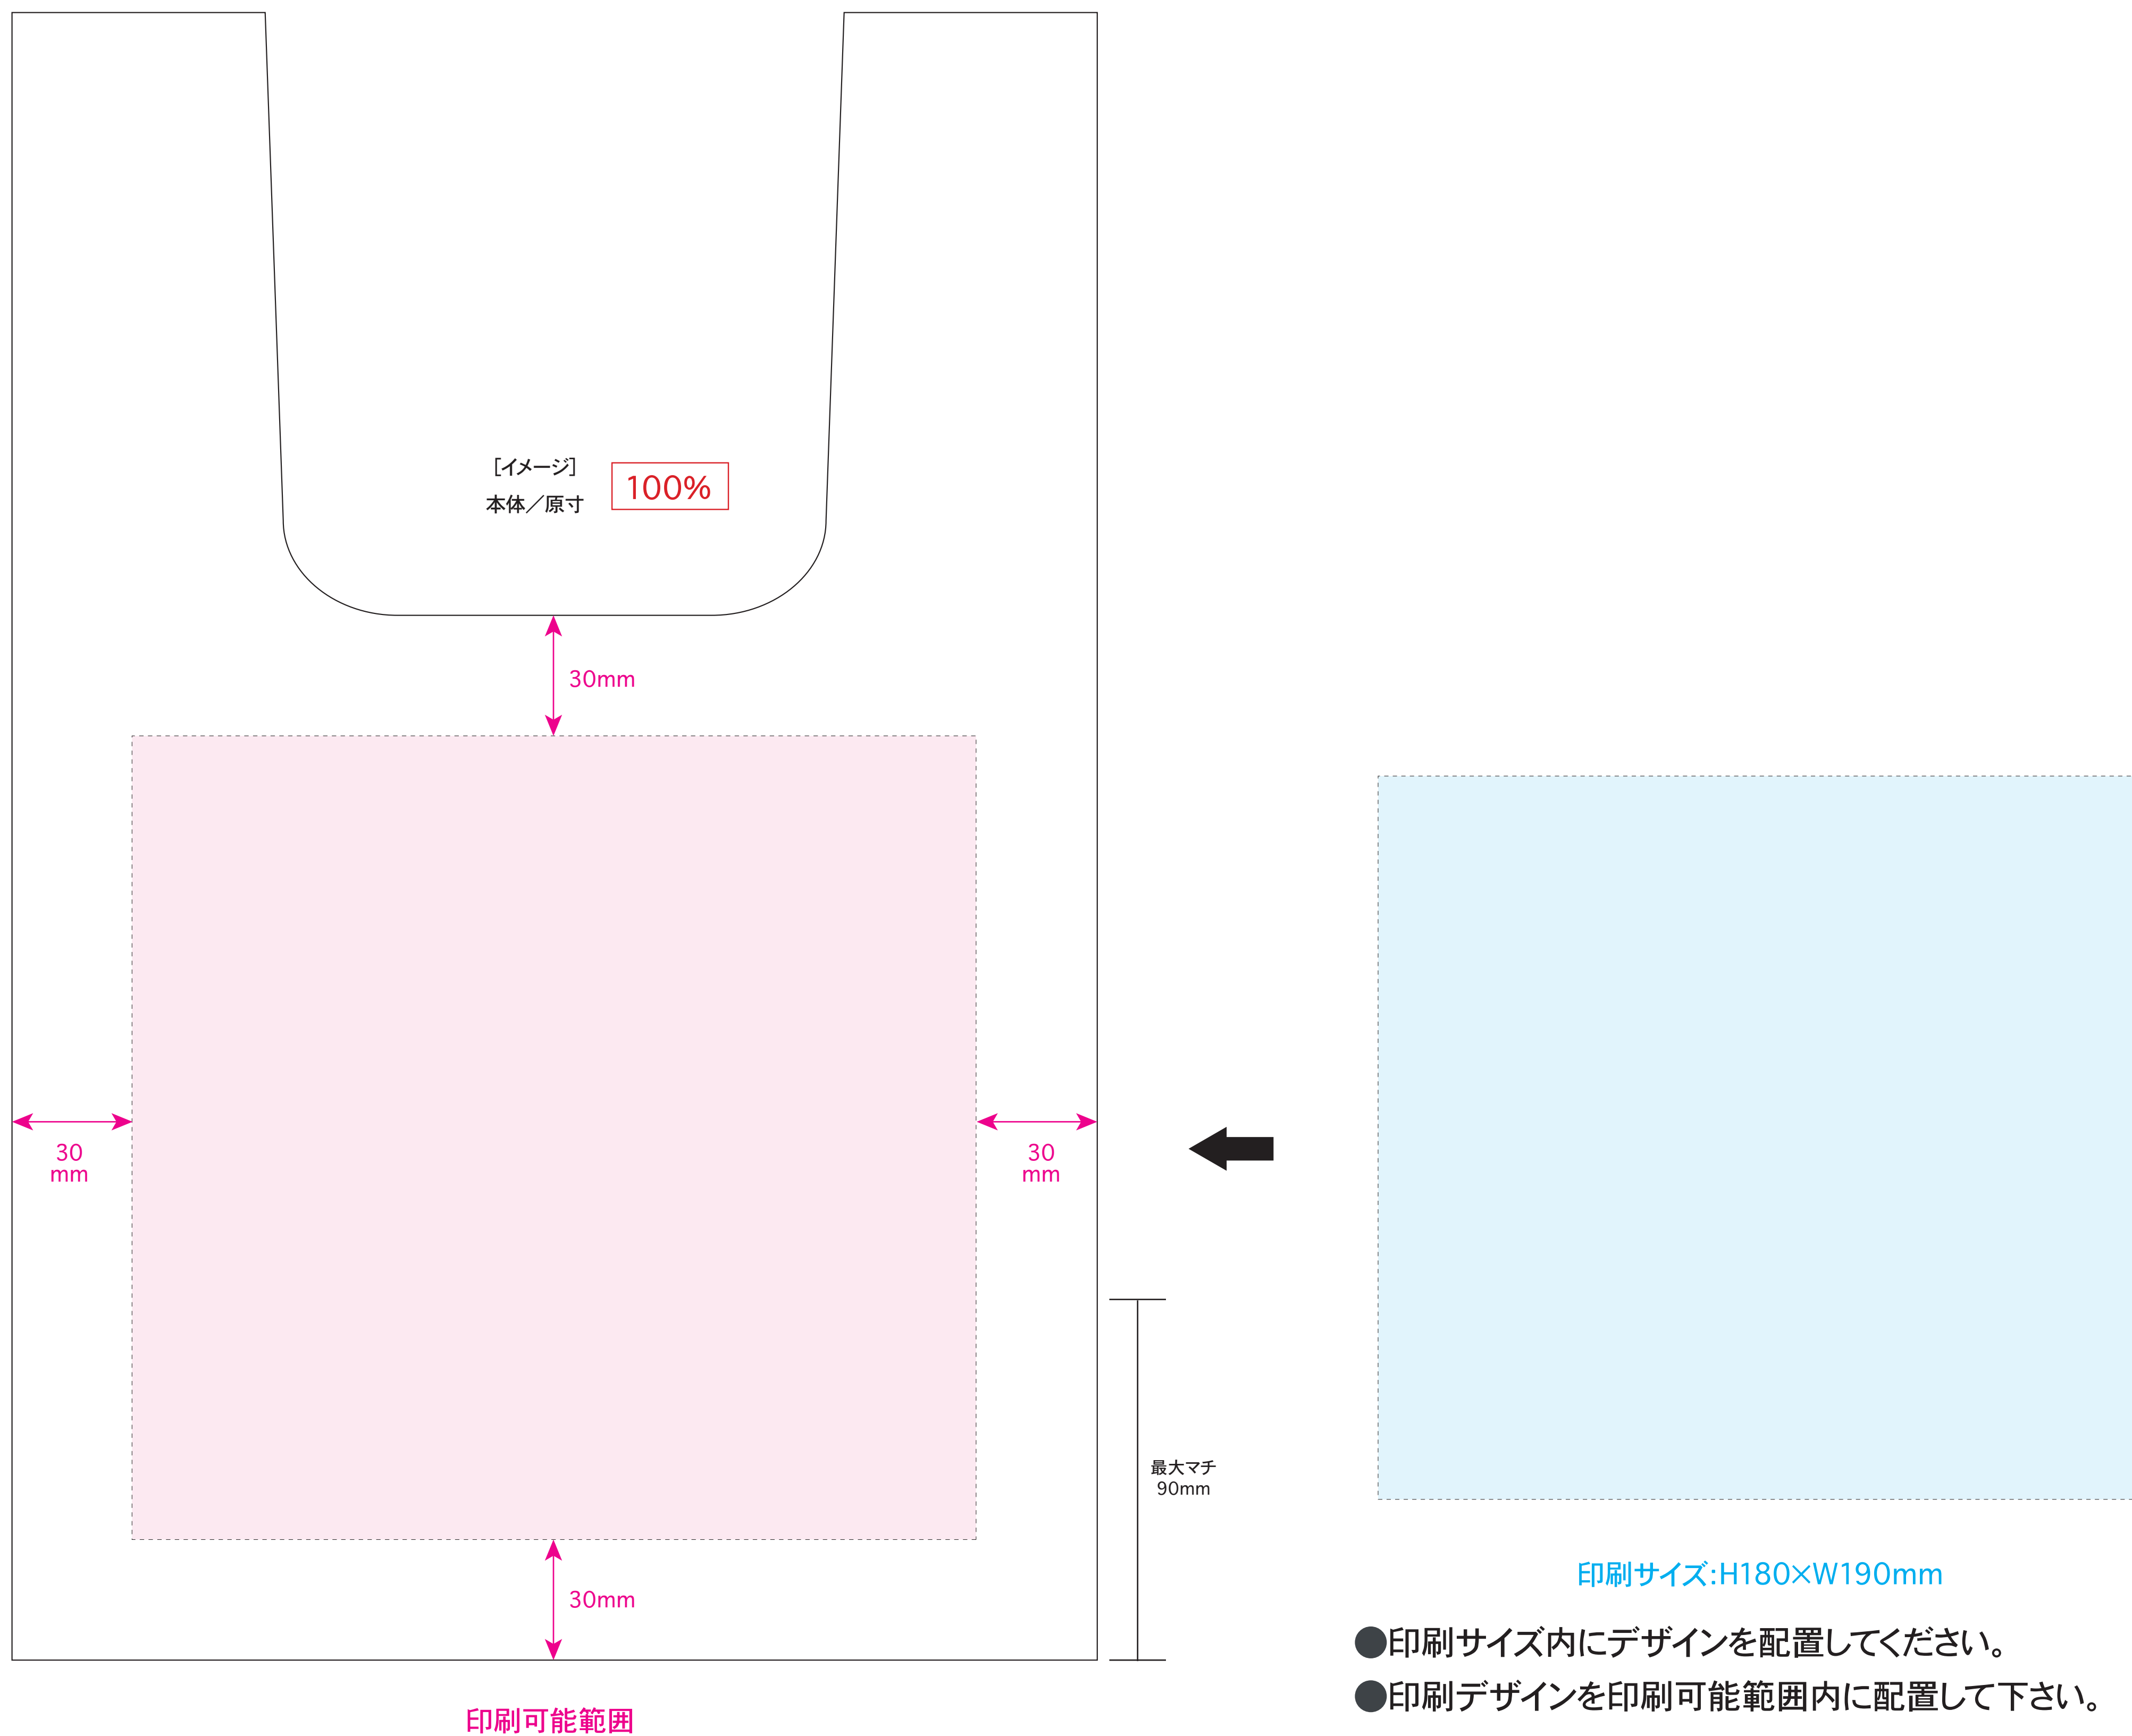 ［イメージ］
本体／原寸
100%
30mm
30
mm
30
mm
最大マチ
90mm
30mm
印刷可能範囲
印刷サイズ：H180×W190mm
●印刷サイズ内にデザインを配置してください。
●印刷デザインを印刷可能範囲内に配置して下さい。